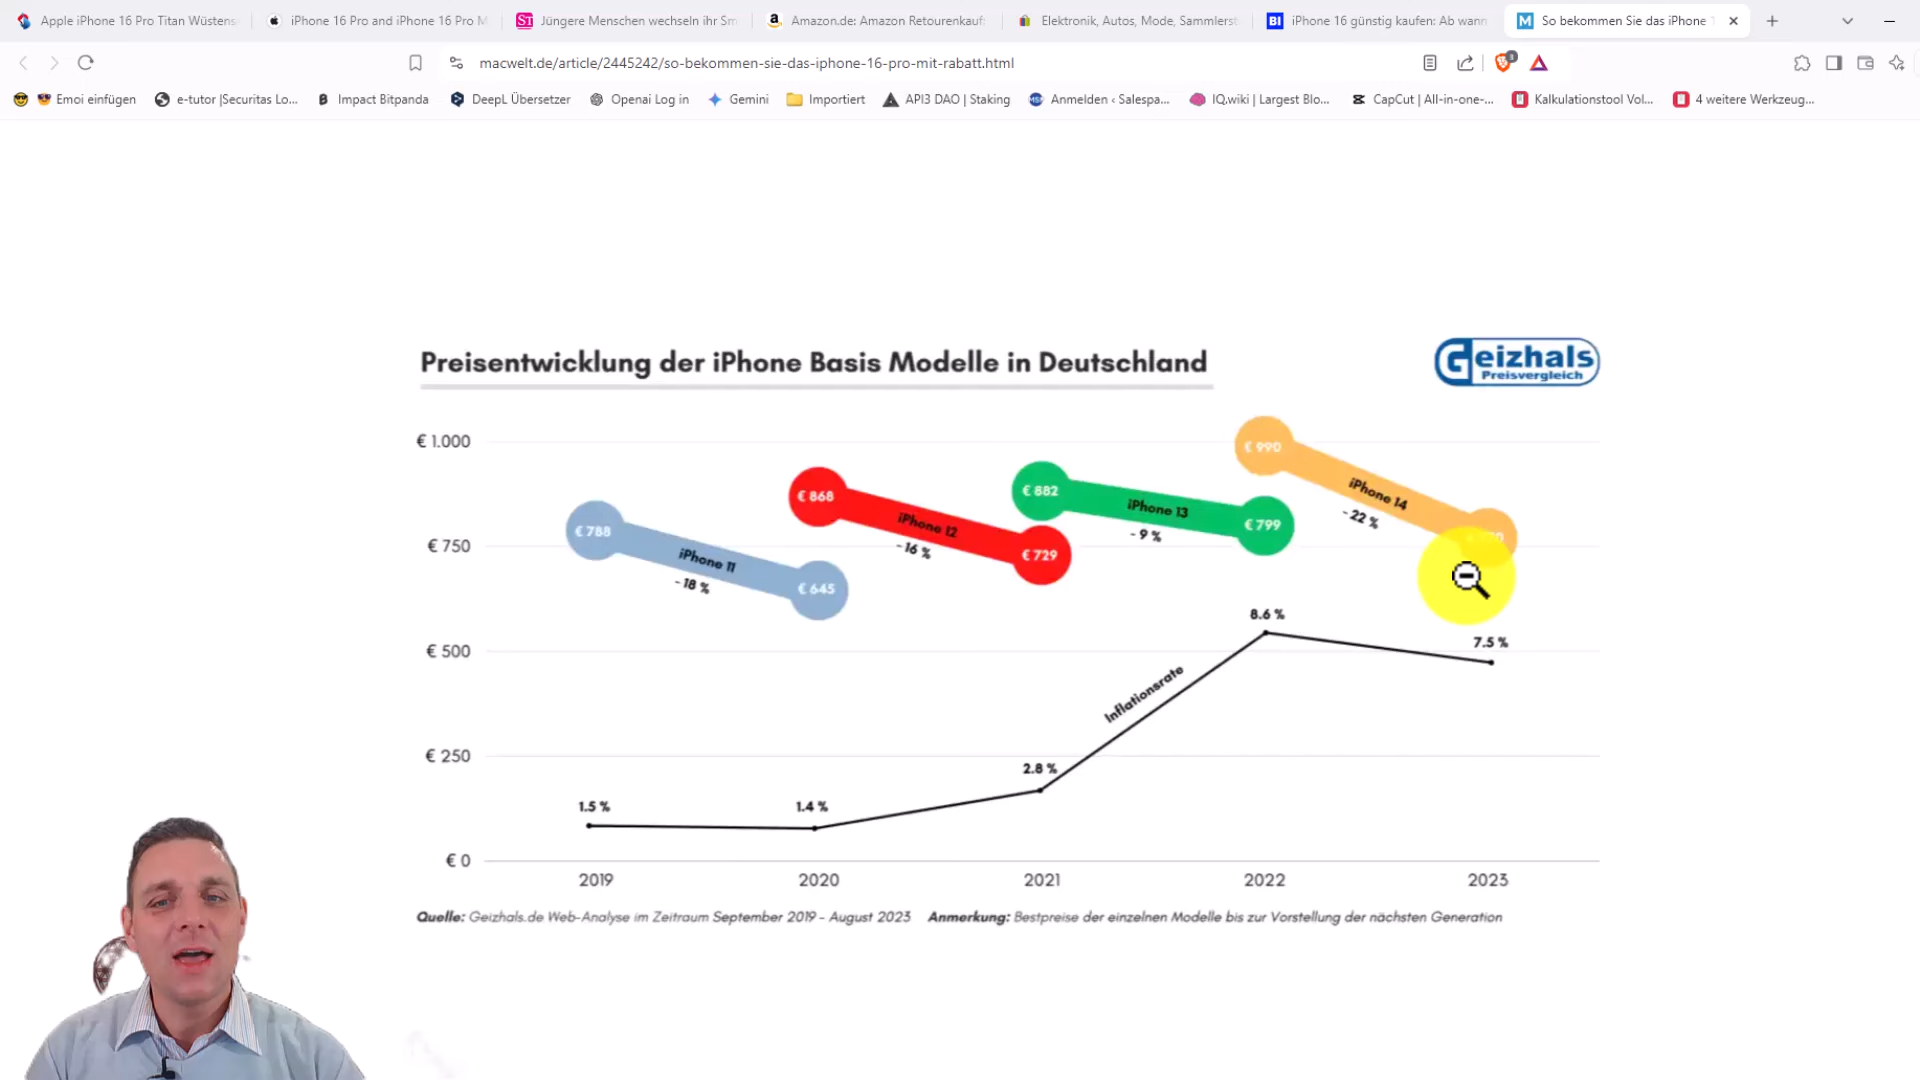 Apple iPhone 16 Pro Titan Wüstens
iPhone 16 Pro and iPhone 16 Pro M
ST
Jüngere Menschen wechseln ihr Sm
Amazon.de: Amazon Retourenkauf:
Elektronik, Autos, Mode, Sammlerst
BI
iPhone 16 günstig kaufen: Ab wann
M
So bekommen Sie das iPhone
macwelt.de/article/2445242/so-bekommen-sie-das-iphone-16-pro-mit-rabatt.html
Emoi einfügen
e-tutor |Securitas Lo...
B Impact Bitpanda
DeepL Übersetzer
Openai Log in
Gemini
Importiert
API3 DAO | Staking
Anmelden ‹ Salespa...
IQ.wiki | Largest Blo...
CapCut | All-in-one-...
Kalkulationstool Vol...
4 weitere Werkzeug...
Preisentwicklung der iPhone Basis Modelle in Deutschland
Geizhals
Preisvergleich
€ 1.000
€ 750
€ 500
€ 250
€ 0
€ 788
iPhone 11
- 18 %
€ 645
€ 868
iPhone 12
- 16 %
€ 729
€ 882
iPhone 13
- 9 %
€ 799
€ 990
iPhone 14
- 22 %
1.5 %
1.4 %
2.8 %
Inflationsrate
8.6 %
7.5 %
2019
2020
2021
2022
2023
Quelle: Geizhals.de Web-Analyse im Zeitraum September 2019 - August 2023 Anmerkung: Bestpreise der einzelnen Modelle bis zur Vorstellung der nächsten Generation